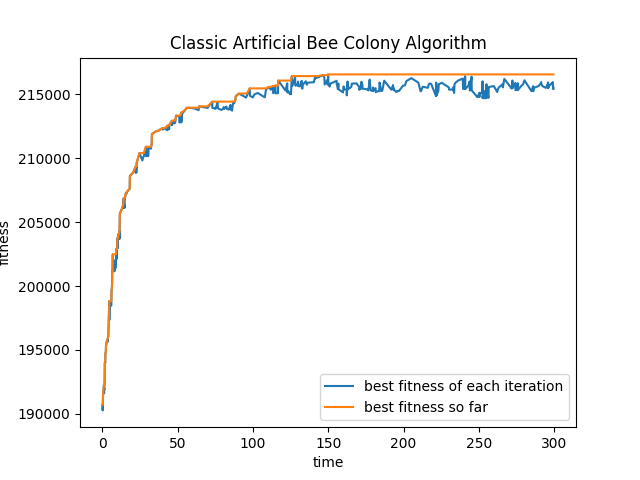 Classic Artificial Bee Colony Algorithm
fitness
215000
210000
205000
200000
195000
190000
best fitness of each iteration
best fitness so far
0 50 100 150 200 250 300
time